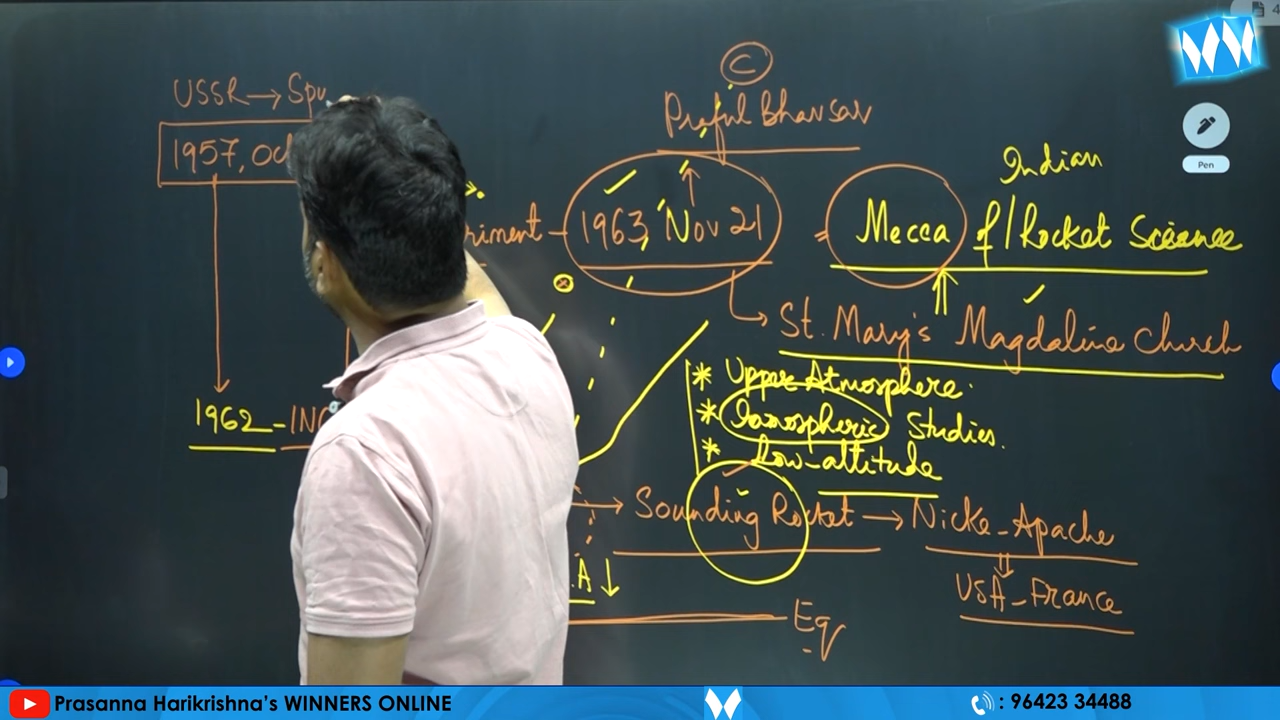 USSR → Spu
1957, Oc
C
Praful Bhavsar
riment - 1963, Nov 21
Indian
Mecca of Rocket Science
St. Mary's Magdaline Church
* Upper Atmosphere.
* Ionospheric Studies.
* low-altitude
1962 - INC
Sounding Rocket → Nicke-Apache
USA - France
.A ↓
Eq
Pen
4
Prasanna Harikrishna's WINNERS ONLINE
: 96423 34488